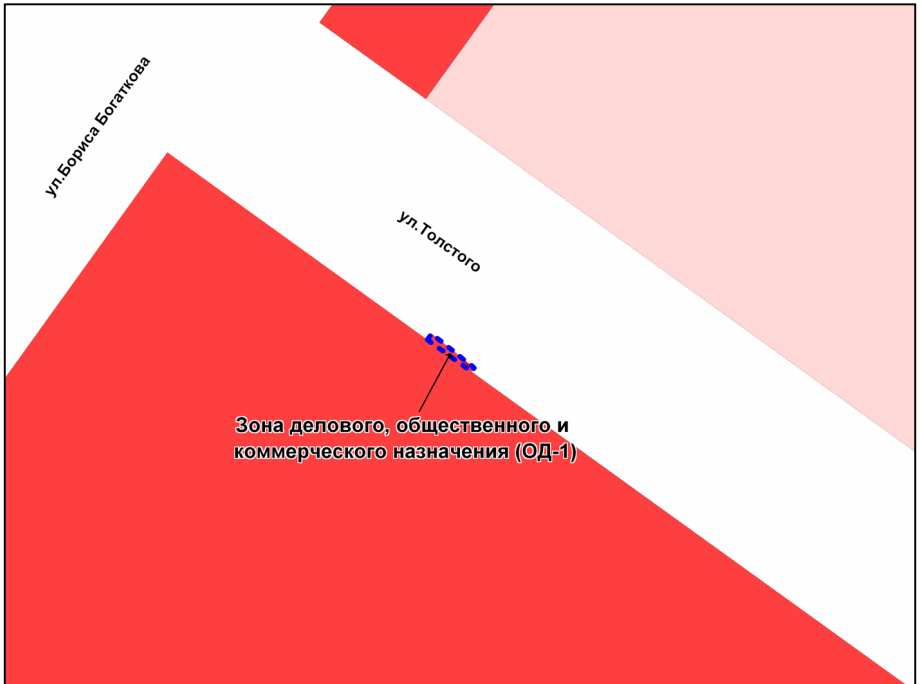 ул.Бориса Богаткова
ул.Толстого
Зона делового, общественного и
коммерческого назначения (ОД-1)